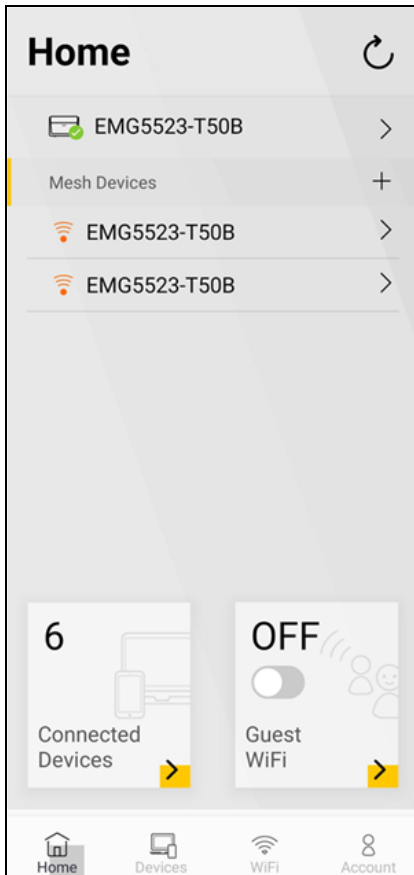 Home
EMG5523-T50B
Mesh Devices
EMG5523-T50B
EMG5523-T50B
6
Connected
Devices
OFF
Guest
WiFi
Home Devices WiFi Account